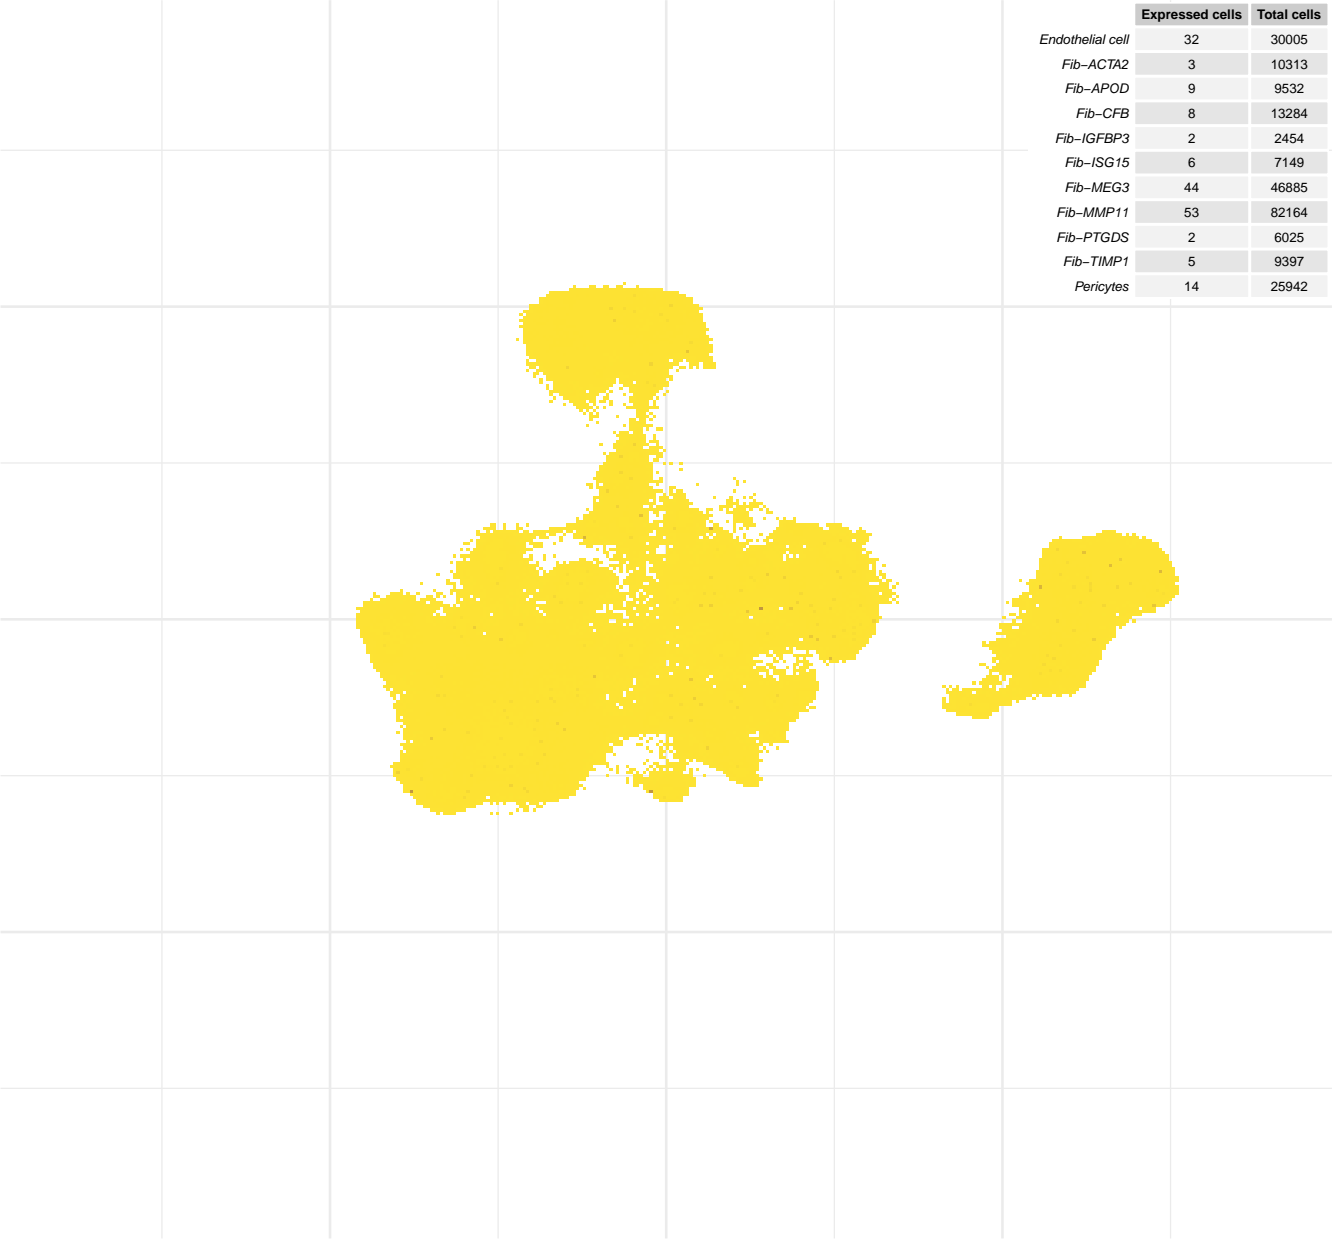 Expressed cells Total cells
Endothelial cell 32 30005
Fib−ACTA2 3 10313
Fib−APOD 9 9532
Fib−CFB 8 13284
Fib−IGFBP3 2 2454
Fib−ISG15 6 7149
Fib−MEG3 44 46885
Fib−MMP11 53 82164
Fib−PTGDS 2 6025
Fib−TIMP1 5 9397
Pericytes 14 25942